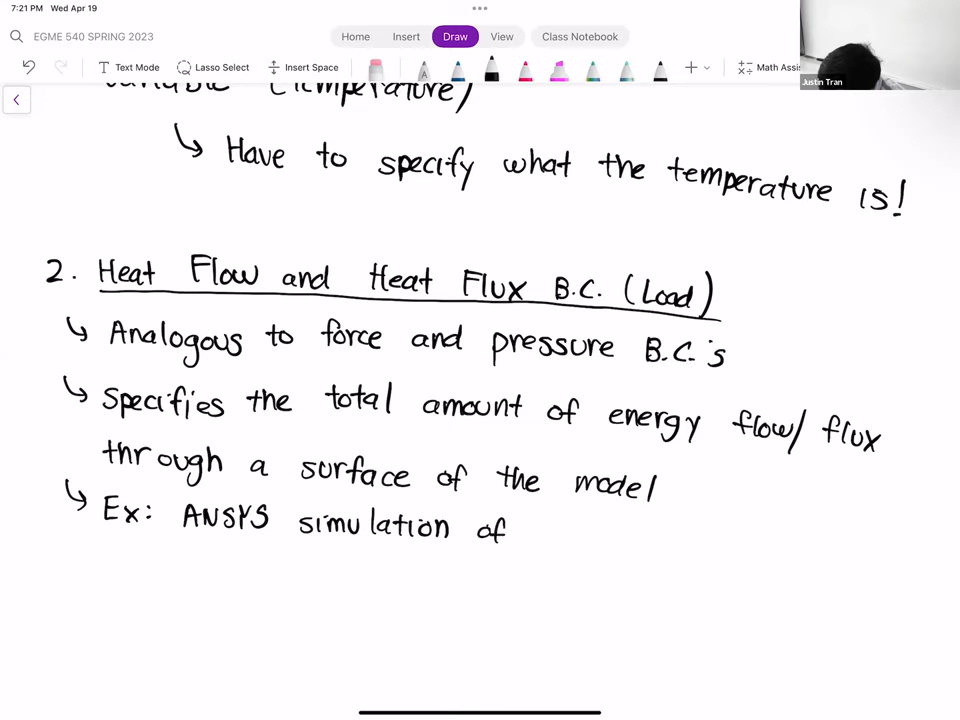 7:21 PM Wed Apr 19
EGME 540 SPRING 2023
Home Insert Draw View Class Notebook
Text Mode Lasso Select Insert Space Math Assis
Justin Tran
variable (Temperature)
↳ Have to specify what the temperature is!
2. Heat Flow and Heat Flux B.C. (Load)
↳ Analogous to force and pressure B.C.'s
↳ Specifies the total amount of energy flow/flux
through a surface of the model
↳ Ex: ANSYS simulation of